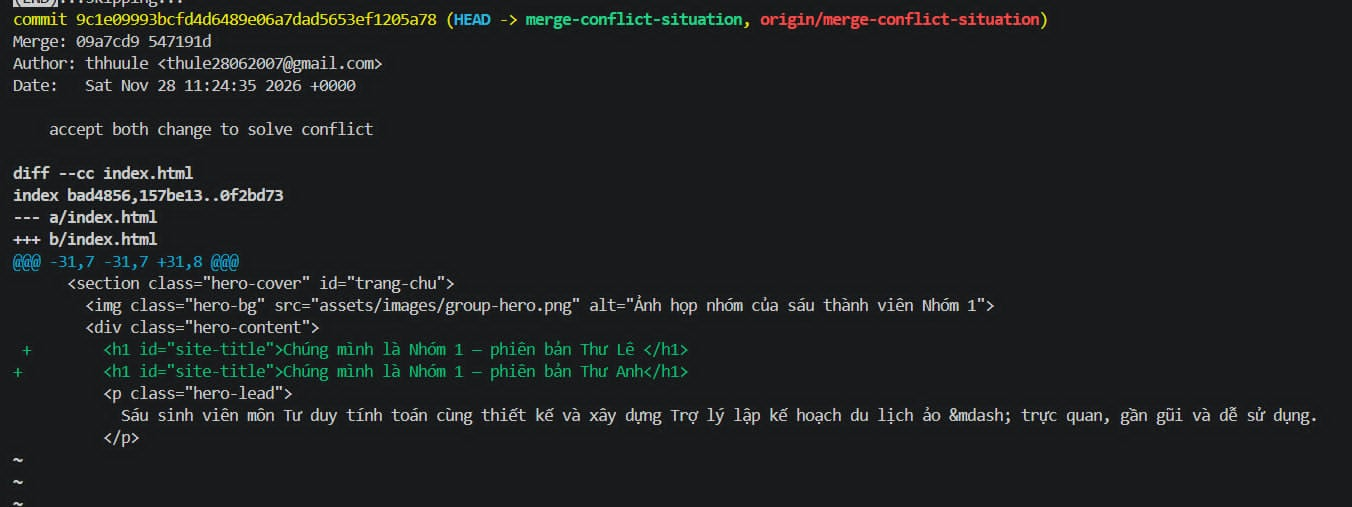 (END)...skipping...
commit 9c1e09993bcfd4d6489e06a7dad5653ef1205a78 (HEAD -> merge-conflict-situation, origin/merge-conflict-situation)
Merge: 09a7cd9 547191d
Author: thhuule <thule28062007@gmail.com>
Date:   Sat Nov 28 11:24:35 2026 +0000

    accept both change to solve conflict

diff --cc index.html
index bad4856,157be13..0f2bd73
--- a/index.html
+++ b/index.html
@@@ -31,7 -31,7 +31,8 @@@
      <section class="hero-cover" id="trang-chu">
        <img class="hero-bg" src="assets/images/group-hero.png" alt="Ảnh họp nhóm của sáu thành viên Nhóm 1">
        <div class="hero-content">
 +        <h1 id="site-title">Chúng mình là Nhóm 1 — phiên bản Thư Lê </h1>
+         <h1 id="site-title">Chúng mình là Nhóm 1 — phiên bản Thư Anh</h1>
          <p class="hero-lead">
            Sáu sinh viên môn Tư duy tính toán cùng thiết kế và xây dựng Trợ lý lập kế hoạch du lịch ảo &mdash; trực quan, gần gũi và dễ sử dụng.
          </p>
~
~
~